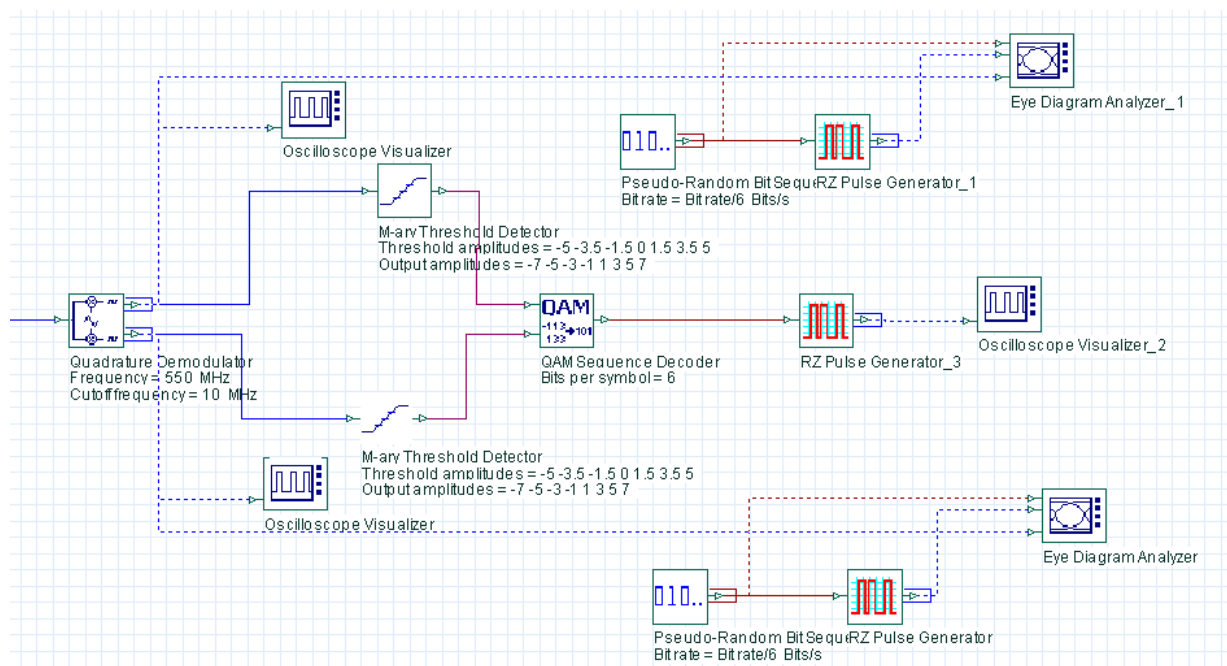 Eye Diagram Analyzer_1
Oscilloscope Visualizer
010..
Pseudo-Random Bit Seque
RZ Pulse Generator_1
Bitrate = Bitrate/6 Bits/s
M-ary Threshold Detector
Threshold amplitudes = -5 -3.5 -1.5 0 1.5 3.5 5
Output amplitudes = -7 -5 -3 -1 1 3 5 7
QAM
-113
133
101
Oscilloscope Visualizer_2
Quadrature Demodulator
Frequency = 550 MHz
Cutoff frequency = 10 MHz
QAM Sequence Decoder
Bits per symbol = 6
RZ Pulse Generator_3
M-ary Threshold Detector
Threshold amplitudes = -5 -3.5 -1.5 0 1.5 3.5 5
Output amplitudes = -7 -5 -3 -1 1 3 5 7
Oscilloscope Visualizer
Eye Diagram Analyzer
010..
Pseudo-Random Bit Seque
RZ Pulse Generator
Bitrate = Bitrate/6 Bits/s